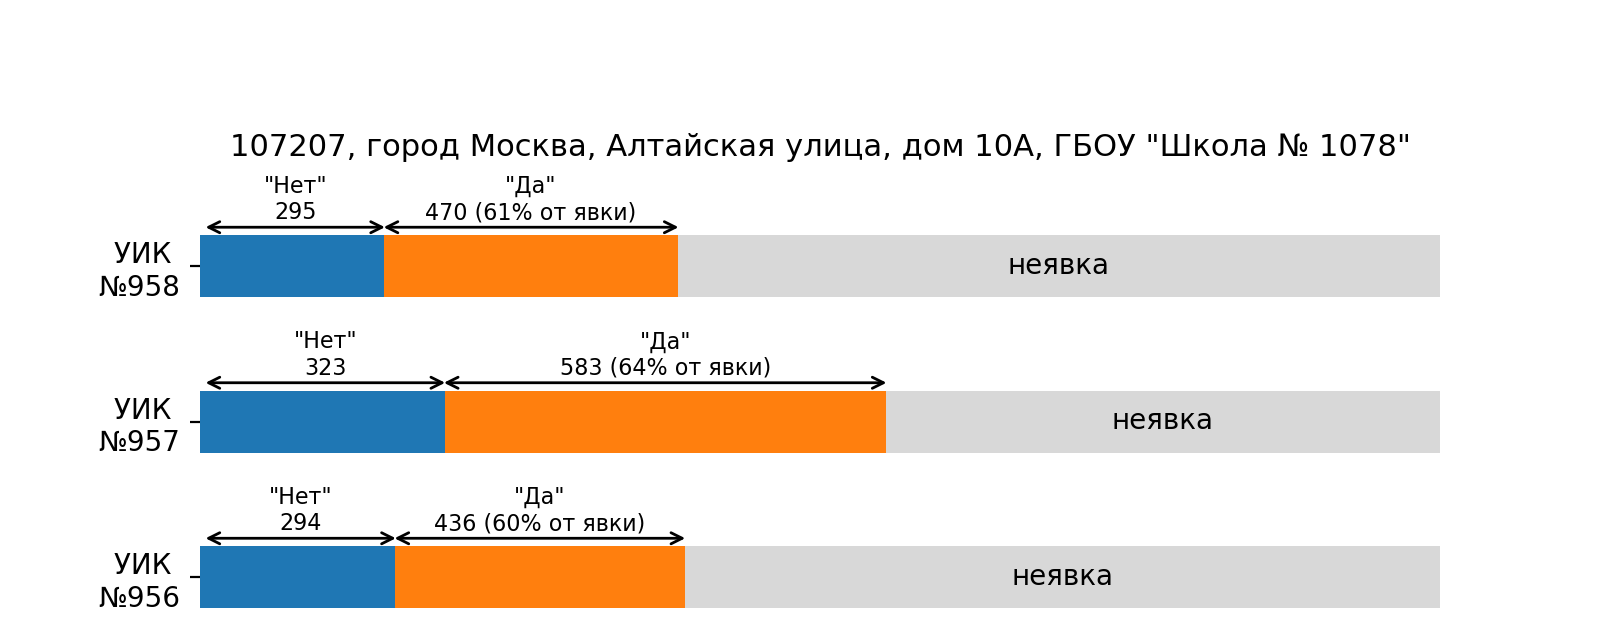 107207, город Москва, Алтайская улица, дом 10А, ГБОУ "Школа № 1078"
"Нет"
295
"Да"
470 (61% от явки)
УИК
№958
неявка
"Нет"
323
"Да"
583 (64% от явки)
УИК
№957
неявка
"Нет"
294
"Да"
436 (60% от явки)
УИК
№956
неявка